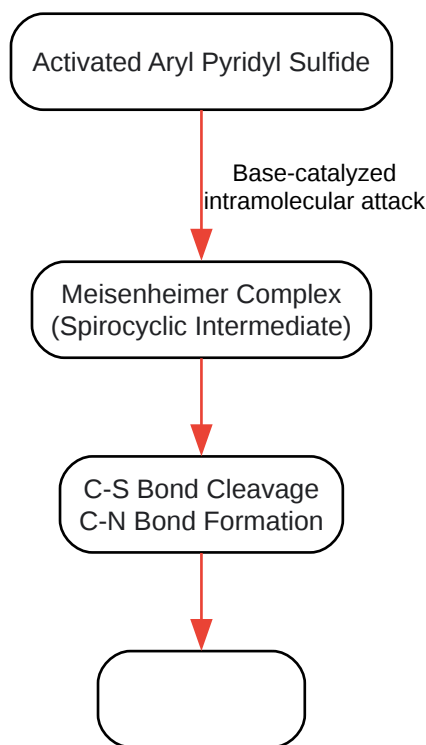 Activated Aryl Pyridyl Sulfide
Base-catalyzed
intramolecular attack
Meisenheimer Complex
(Spirocyclic Intermediate)
C-S Bond Cleavage
C-N Bond Formation